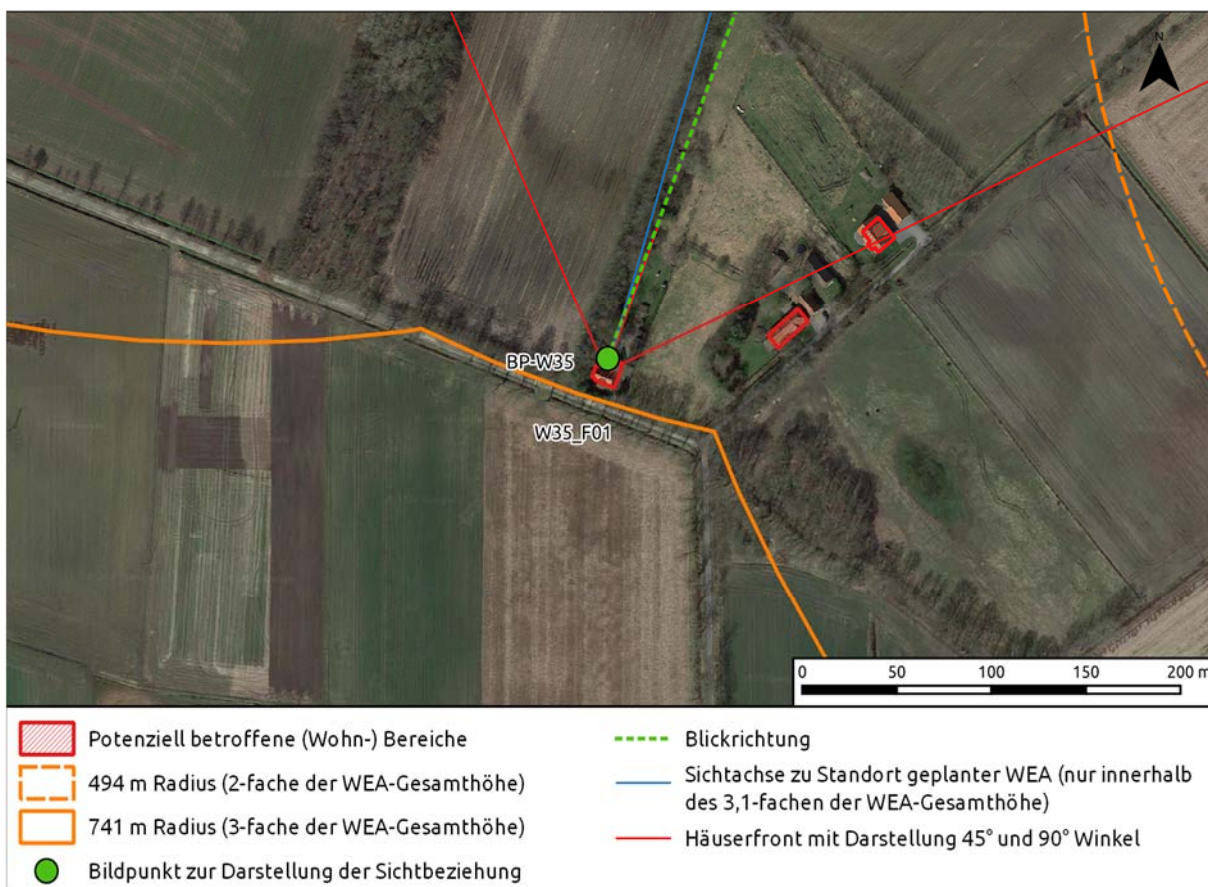 N
BP-W35
W35_F01
0 50 100 150 200 m
Potenziell betroffene (Wohn-) Bereiche
494 m Radius (2-fache der WEA-Gesamthöhe)
741 m Radius (3-fache der WEA-Gesamthöhe)
Bildpunkt zur Darstellung der Sichtbeziehung
Blickrichtung
Sichtachse zu Standort geplanter WEA (nur innerhalb
des 3,1-fachen der WEA-Gesamthöhe)
Häuserfront mit Darstellung 45° und 90° Winkel